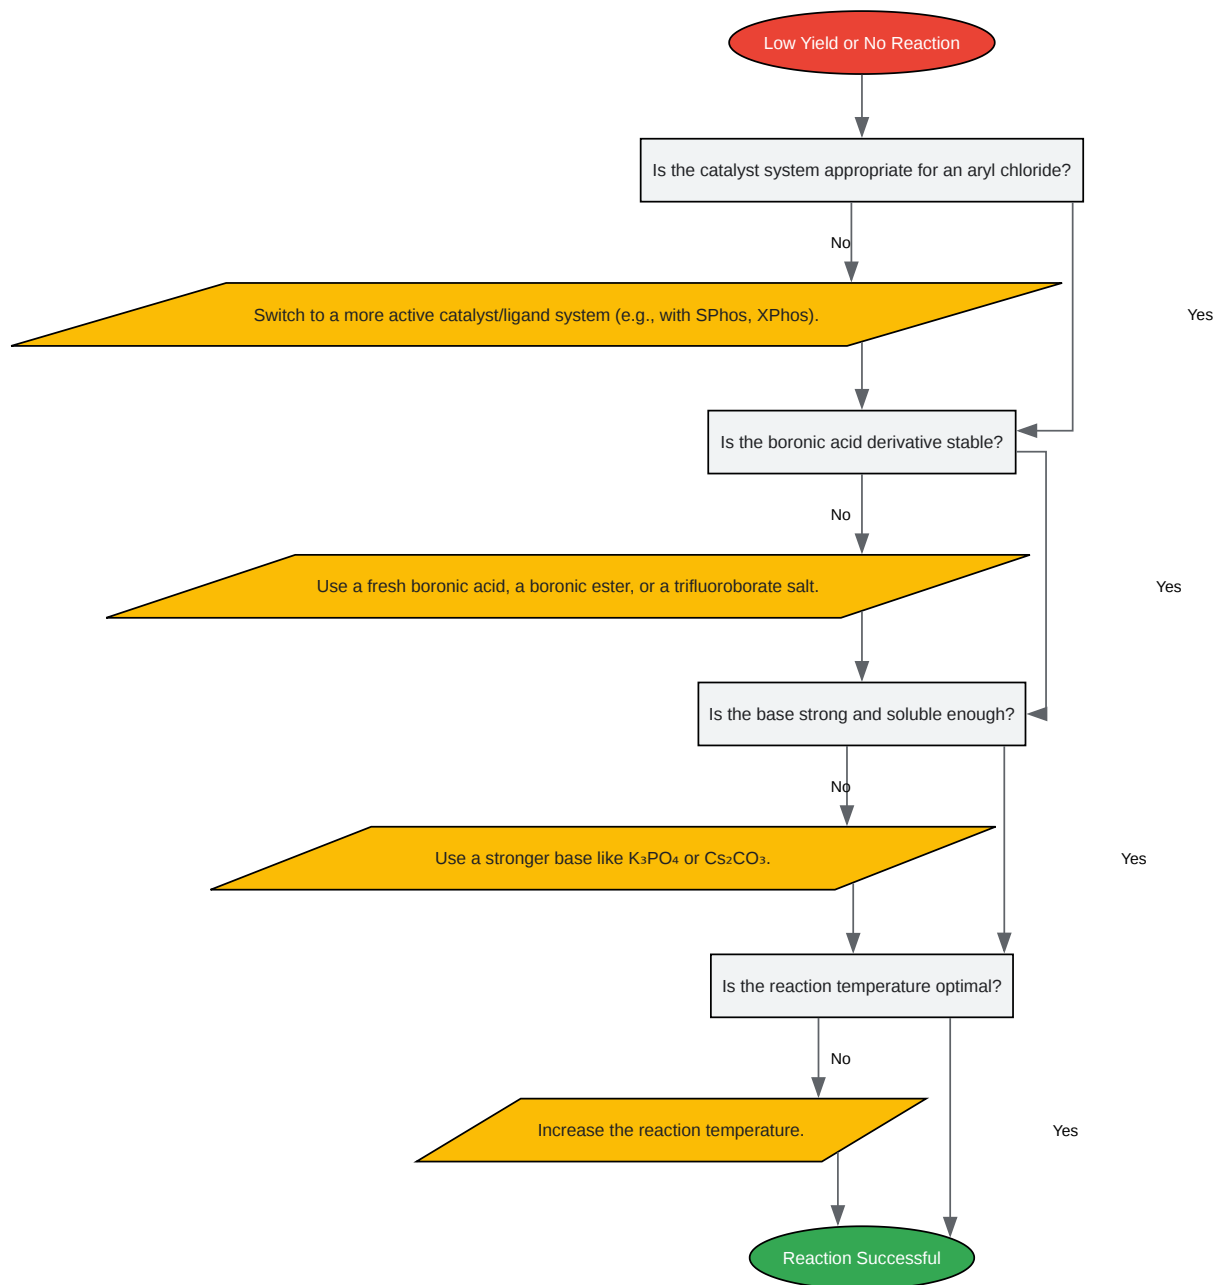 Low Yield or No Reaction
Is the catalyst system appropriate for an aryl chloride?
No
Switch to a more active catalyst/ligand system (e.g., with SPhos, XPhos).
Yes
Is the boronic acid derivative stable?
No
Use a fresh boronic acid, a boronic ester, or a trifluoroborate salt.
Yes
Is the base strong and soluble enough?
No
Use a stronger base like K₃PO₄ or Cs₂CO₃.
Yes
Is the reaction temperature optimal?
No
Increase the reaction temperature.
Yes
Reaction Successful